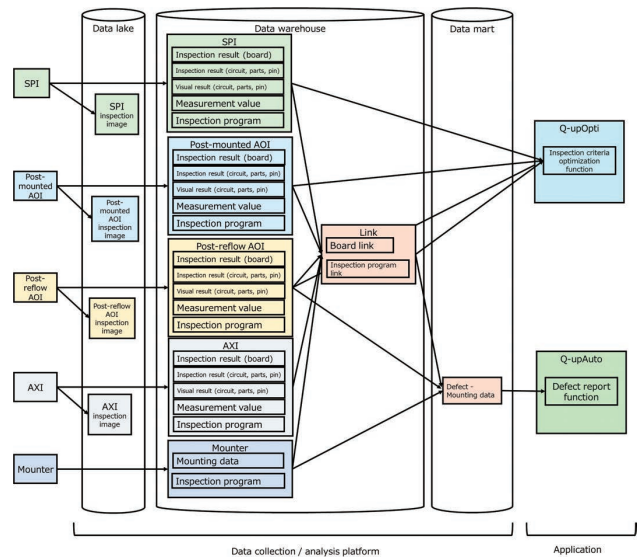 Data lake
Data warehouse
Data mart
SPI
SPI
inspection
image
SPI
Inspection result (board)
Inspection result (circuit, parts, pin)
Visual result (circuit, parts, pin)
Measurement value
Inspection program
Post-mounted
AOI
Post-
mounted
AOI
inspection
image
Post-mounted AOI
Inspection result (board)
Inspection result (circuit, parts, pin)
Visual result (circuit, parts, pin)
Measurement value
Inspection program
Post-
reflow
AOI
Post-reflow
AOI
inspection
image
Post-reflow AOI
Inspection result (board)
Inspection result (circuit, parts, pin)
Visual result (circuit, parts, pin)
Measurement value
Inspection program
AXI
AXI
inspection
image
AXI
Inspection result (board)
Inspection result (circuit, parts, pin)
Visual result (circuit, parts, pin)
Measurement value
Inspection program
Mounter
Mounter
Mounting data
Inspection program
Link
Board link
Inspection program
link
Defect -
Mounting data
Q-upOpti
Inspection criteria
optimization
function
Q-upAuto
Defect report
function
Data collection / analysis platform
Application